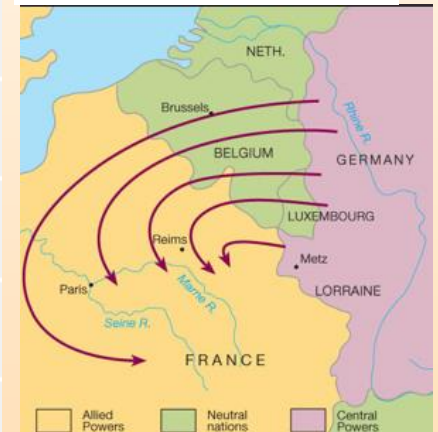 NETH.
Brussels
Rhine R.
BELGIUM
GERMANY
LUXEMBOURG
Reims
Metz
Marne R.
Paris
LORRAINE
Seine R.
FRANCE
Allied
Powers
Neutral
nations
Central
Powers